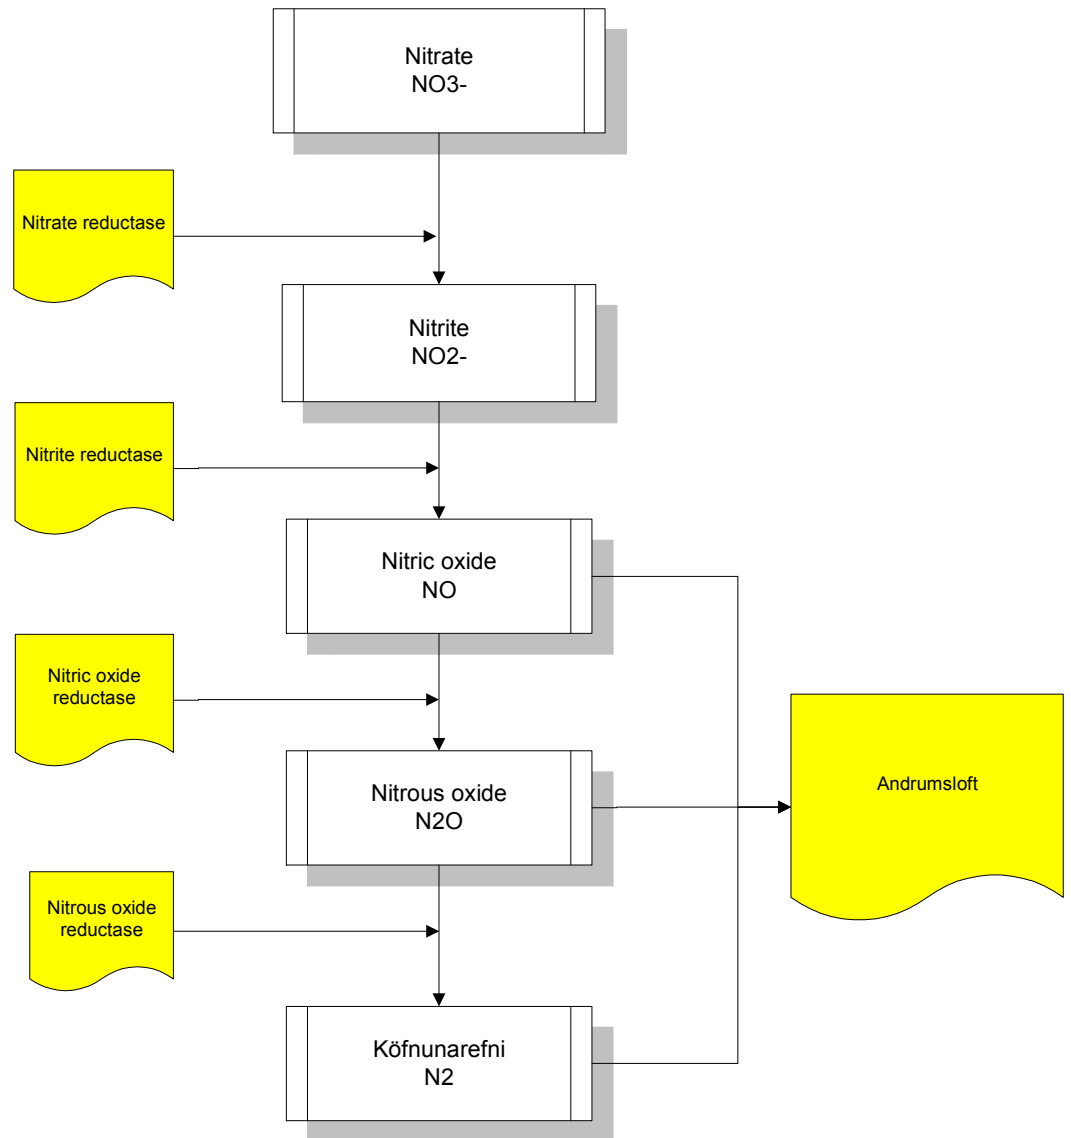 Nitrate
NO3-
Nitrate reductase
Nitrite
NO2-
Nitrite reductase
Nitric oxide
NO
Nitric oxide
reductase
Nitrous oxide
N2O
Andrumsloft
Nitrous oxide
reductase
Köfnunarefni
N2